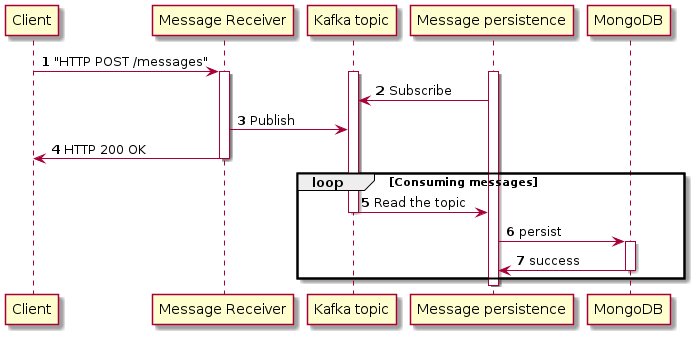 Client Message Receiver Kafka topic Message persistence MongoDB
1 "HTTP POST /messages"
2 Subscribe
3 Publish
4 HTTP 200 OK
loop [Consuming messages]
5 Read the topic
6 persist
7 success
Client Message Receiver Kafka topic Message persistence MongoDB